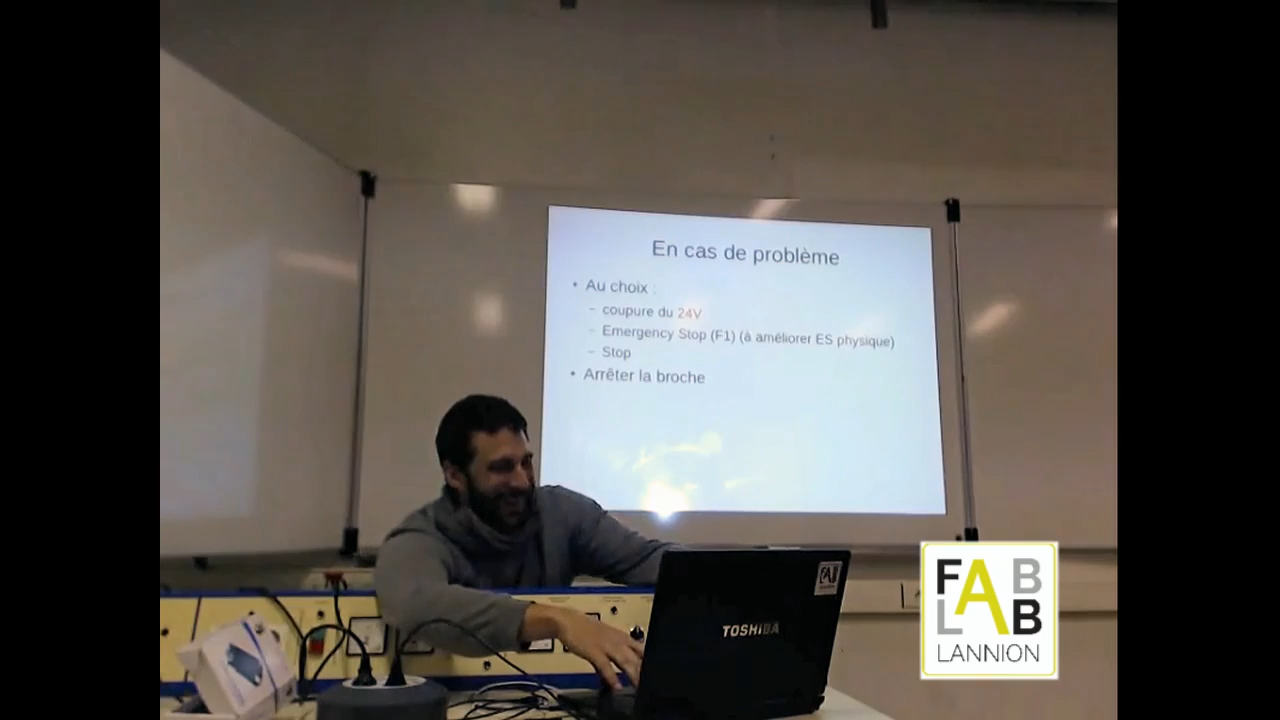 En cas de problème
• Au choix :
– coupure du 24V
– Emergency Stop (F1) (à améliorer ES physique)
– Stop
• Arrêter la broche
TOSHIBA
FAB
LAB
LANNION